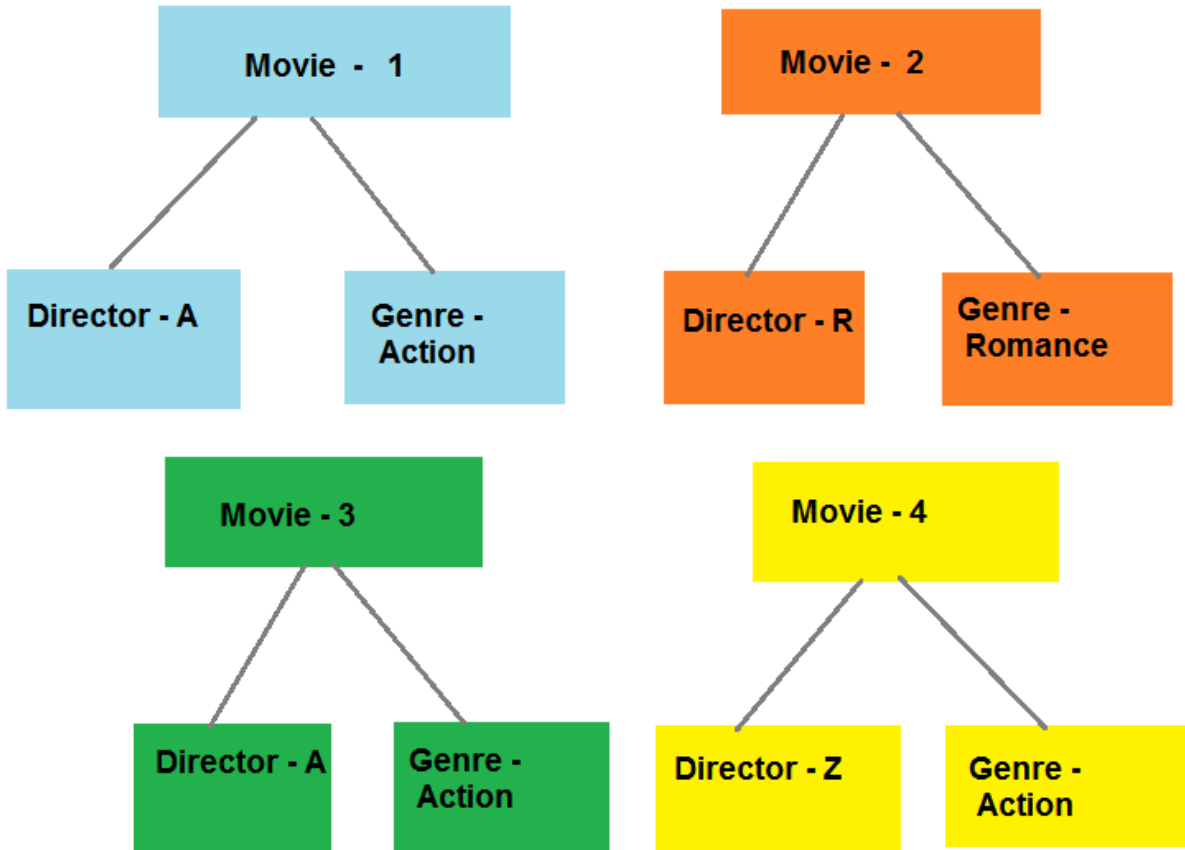 Movie - 1
Movie - 2
Director - A
Genre -
Action
Director - R
Genre -
Romance
Movie - 3
Movie - 4
Director - A
Genre -
Action
Director - Z
Genre -
Action